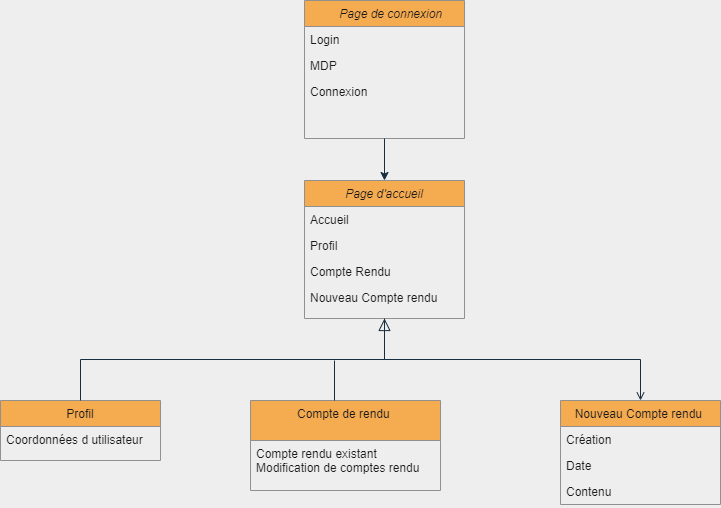 Page de connexion
Login
MDP
Connexion
Page d'accueil
Accueil
Profil
Compte Rendu
Nouveau Compte rendu
Profil
Coordonnées d utilisateur
Compte de rendu
Compte rendu existant
Modification de comptes rendu
Nouveau Compte rendu
Création
Date
Contenu